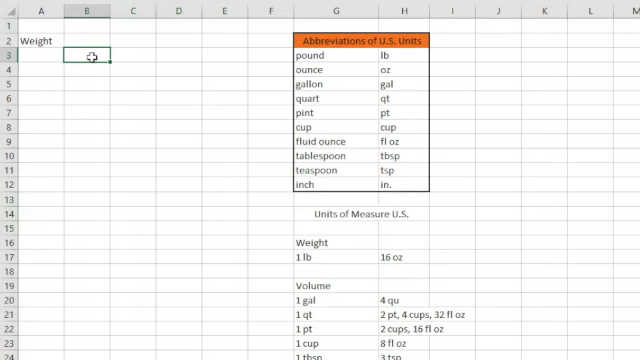 A B C D E F G H I J K L M
1
2 Weight Abbreviations of U.S. Units
3 pound lb
4 ounce oz
5 gallon gal
6 quart qt
7 pint pt
8 cup cup
9 fluid ounce fl oz
10 tablespoon tbsp
11 teaspoon tsp
12 inch in.
13
14 Units of Measure U.S.
15
16 Weight
17 1 lb 16 oz
18
19 Volume
20 1 gal 4 qu
21 1 qt 2 pt, 4 cups, 32 fl oz
22 1 pt 2 cups, 16 fl oz
23 1 cup 8 fl oz
24 1 tbsp 3 tsp